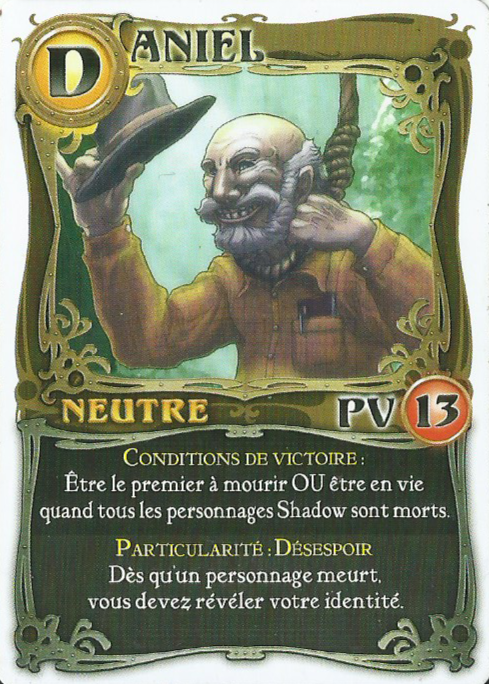 DANIEL
NEUTRE PV 13
CONDITIONS DE VICTOIRE :
Être le premier à mourir OU être en vie
quand tous les personnages Shadow sont morts.
PARTICULARITÉ : DÉSESPOIR
Dès qu'un personnage meurt,
vous devez révéler votre identité.